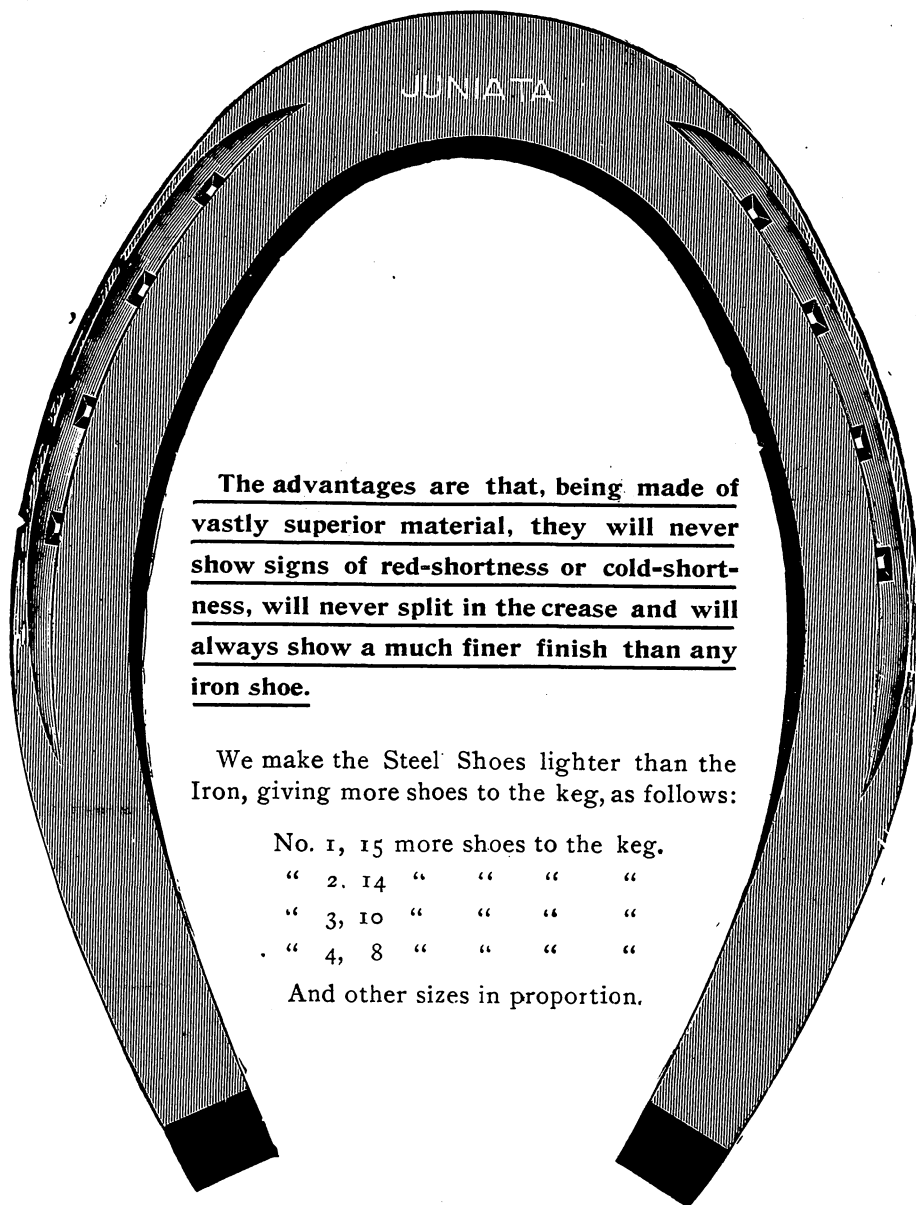 JUNIATA
The advantages are that, being made of
vastly superior material, they will never
show signs of red-shortness or cold-short-
ness, will never split in the crease and will
always show a much finer finish than any
iron shoe.
We make the Steel Shoes lighter than the
Iron, giving more shoes to the keg, as follows:
No. 1, 15 more shoes to the keg.
“ 2. 14 “ “ “ “
“ 3, 10 “ “ “ “
“ 4, 8 “ “ “ “
And other sizes in proportion.